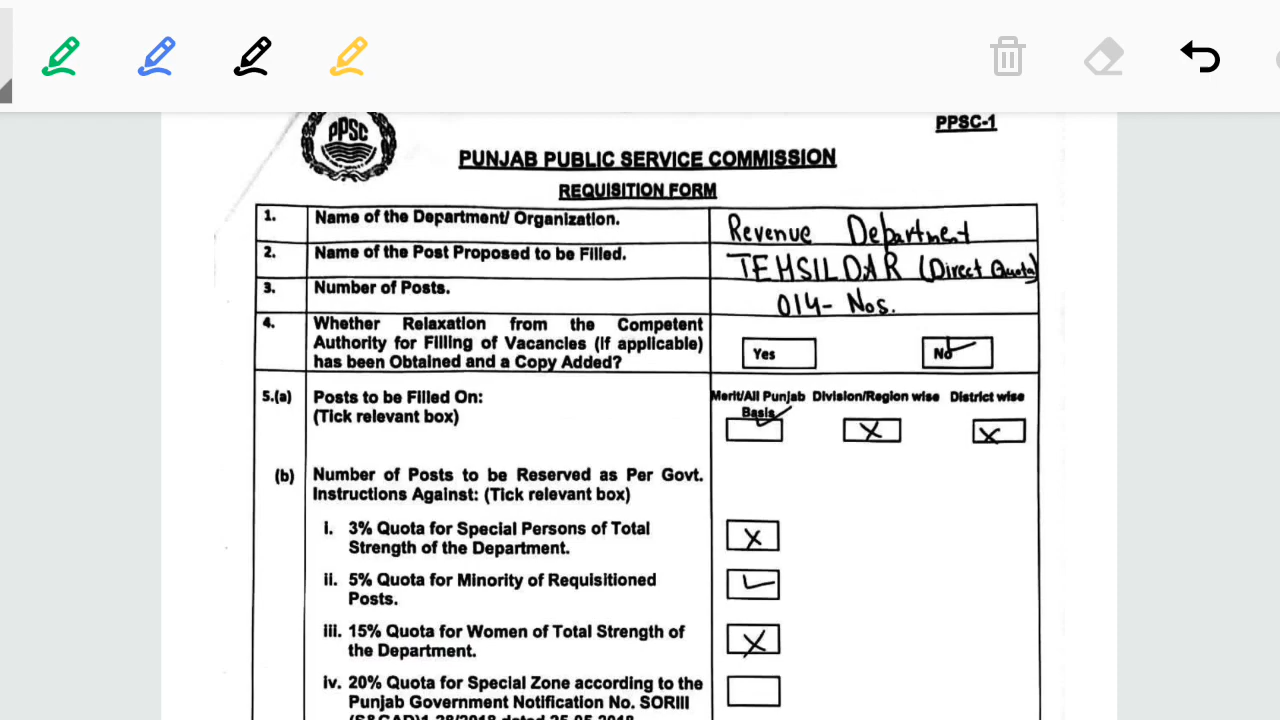 PPSC
PPSC-1
PUNJAB PUBLIC SERVICE COMMISSION
REQUISITION FORM
1. Name of the Department/ Organization. Revenue Department
2. Name of the Post Proposed to be Filled. TEHSILDAR (Direct Quota)
3. Number of Posts. 014- Nos.
4. Whether Relaxation from the Competent
Authority for Filling of Vacancies (if applicable)
has been Obtained and a Copy Added?
Yes No
5.(a) Posts to be Filled On:
(Tick relevant box)
Merit/All Punjab Division/Region wise District wise
Basis
(b) Number of Posts to be Reserved as Per Govt.
Instructions Against: (Tick relevant box)
i. 3% Quota for Special Persons of Total
Strength of the Department.
ii. 5% Quota for Minority of Requisitioned
Posts.
iii. 15% Quota for Women of Total Strength of
the Department.
iv. 20% Quota for Special Zone according to the
Punjab Government Notification No. SORIII